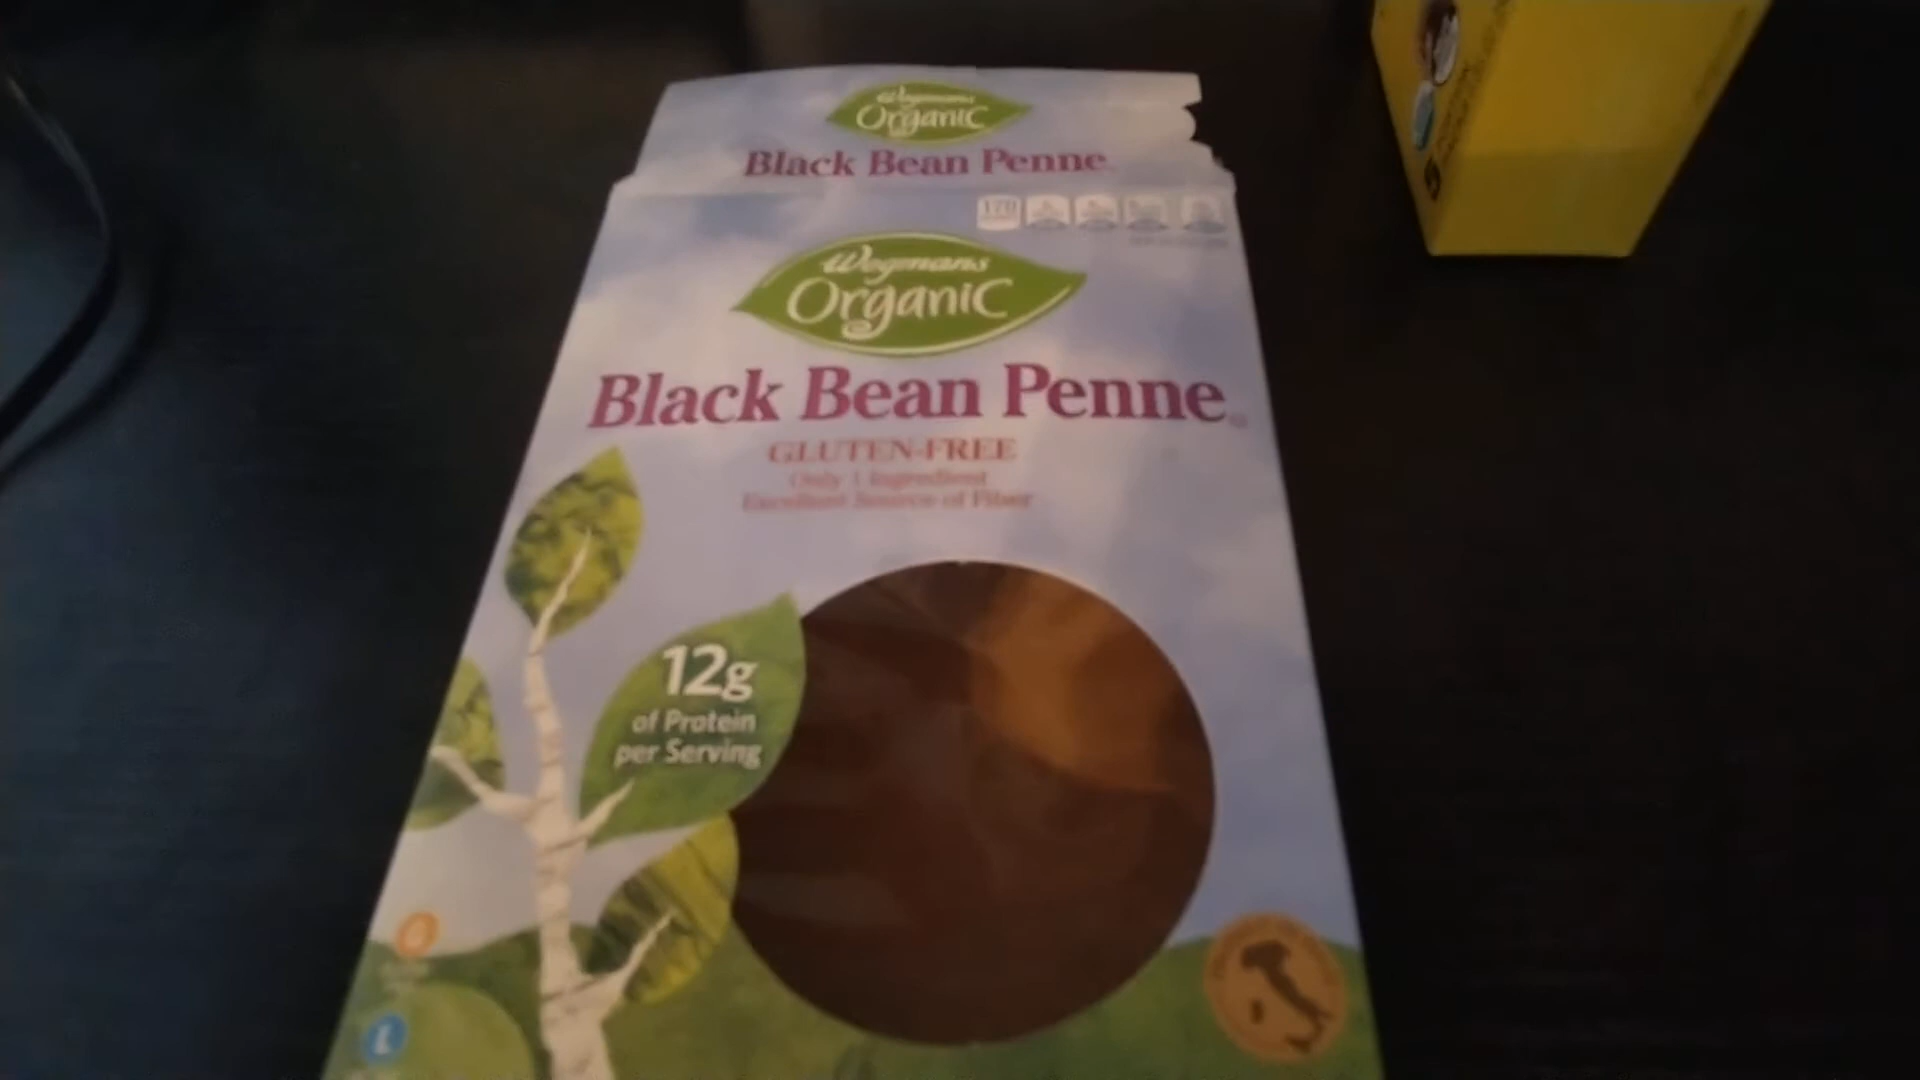 Wegmans
Organic
Black Bean Penne
170
Wegmans
Organic
Black Bean Penne
GLUTEN-FREE
Only 1 Ingredient
Excellent Source of Fiber
12g
of Protein
per Serving
G
L